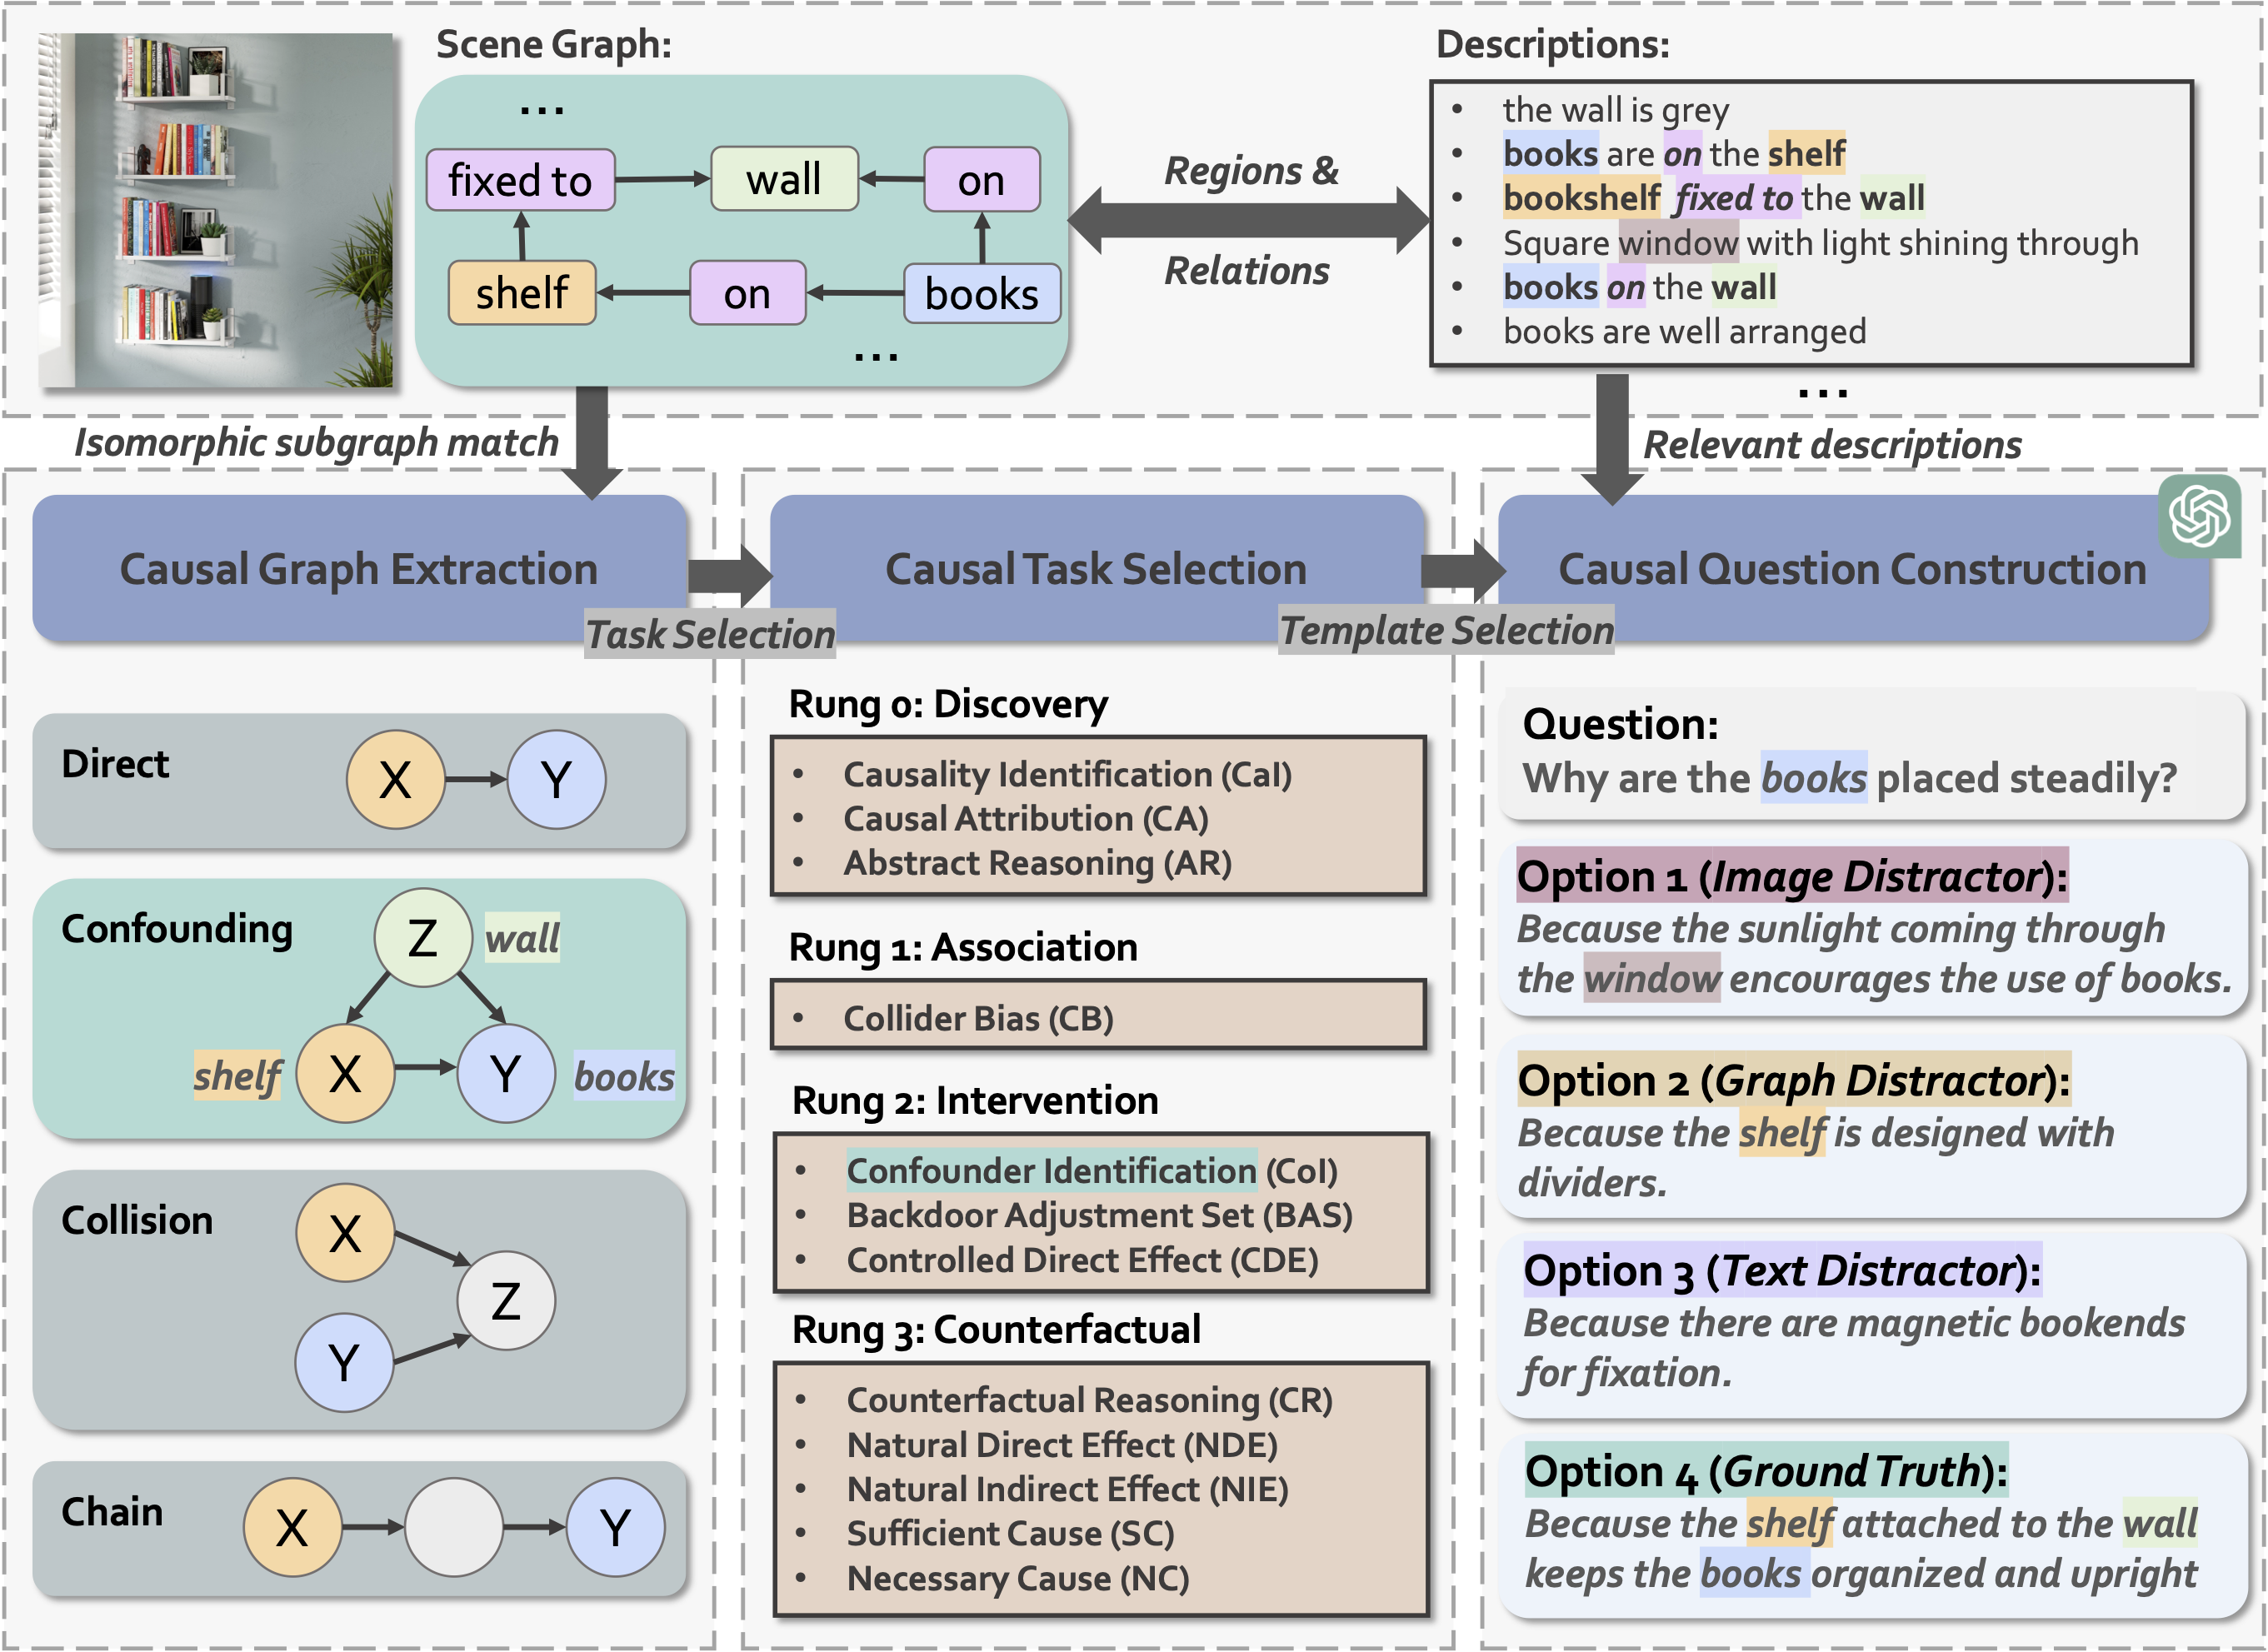 Scene Graph:
...
fixed to
wall
on
shelf
on
books
...
Regions &
Relations
Descriptions:
• the wall is grey
• books are on the shelf
• bookshelf fixed to the wall
• Square window with light shining through
• books on the wall
• books are well arranged
...
Isomorphic subgraph match
Relevant descriptions
Causal Graph Extraction
Task Selection
Causal Task Selection
Template Selection
Causal Question Construction
Direct
X
Y
Confounding
Z
wall
shelf
X
Y
books
Collision
X
Z
Y
Chain
X
Y
Rung 0: Discovery
• Causality Identification (CaI)
• Causal Attribution (CA)
• Abstract Reasoning (AR)
Rung 1: Association
• Collider Bias (CB)
Rung 2: Intervention
• Confounder Identification (CoI)
• Backdoor Adjustment Set (BAS)
• Controlled Direct Effect (CDE)
Rung 3: Counterfactual
• Counterfactual Reasoning (CR)
• Natural Direct Effect (NDE)
• Natural Indirect Effect (NIE)
• Sufficient Cause (SC)
• Necessary Cause (NC)
Question:
Why are the books placed steadily?
Option 1 (Image Distractor):
Because the sunlight coming through
the window encourages the use of books.
Option 2 (Graph Distractor):
Because the shelf is designed with
dividers.
Option 3 (Text Distractor):
Because there are magnetic bookends
for fixation.
Option 4 (Ground Truth):
Because the shelf attached to the wall
keeps the books organized and upright